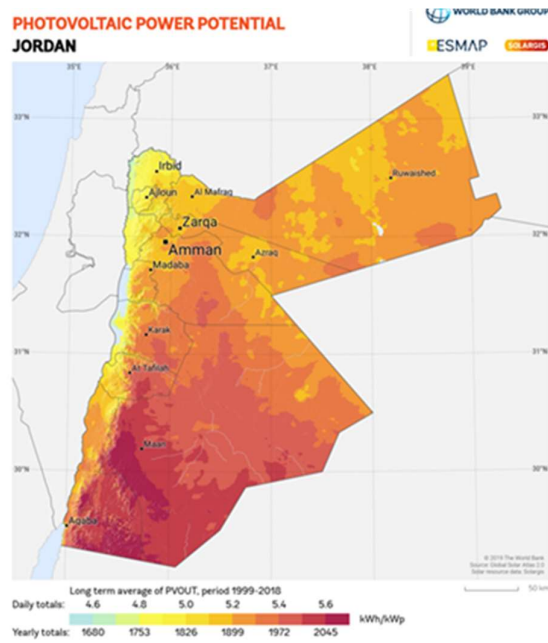 WORLD BANK GROUP
PHOTOVOLTAIC POWER POTENTIAL
JORDAN
ESMAP
SOLARGIS
35°E
36°E
37°E
38°E
39°E
33°N
33°N
Irbid
Ajloun
Al Mafraq
Ruwaished
Zarqa
32°N
32°N
Amman
Azraq
Madaba
Karak
31°N
31°N
At Tafilah
Maan
30°N
30°N
Aqaba
© 2019 The World Bank
Source: Global Solar Atlas 2.0
Solar resource data: Solargis
Long term average of PVOUT, period 1999-2018
50 km
Daily totals: 4.6 4.8 5.0 5.2 5.4 5.6
kWh/kWp
Yearly totals: 1680 1753 1826 1899 1972 2045